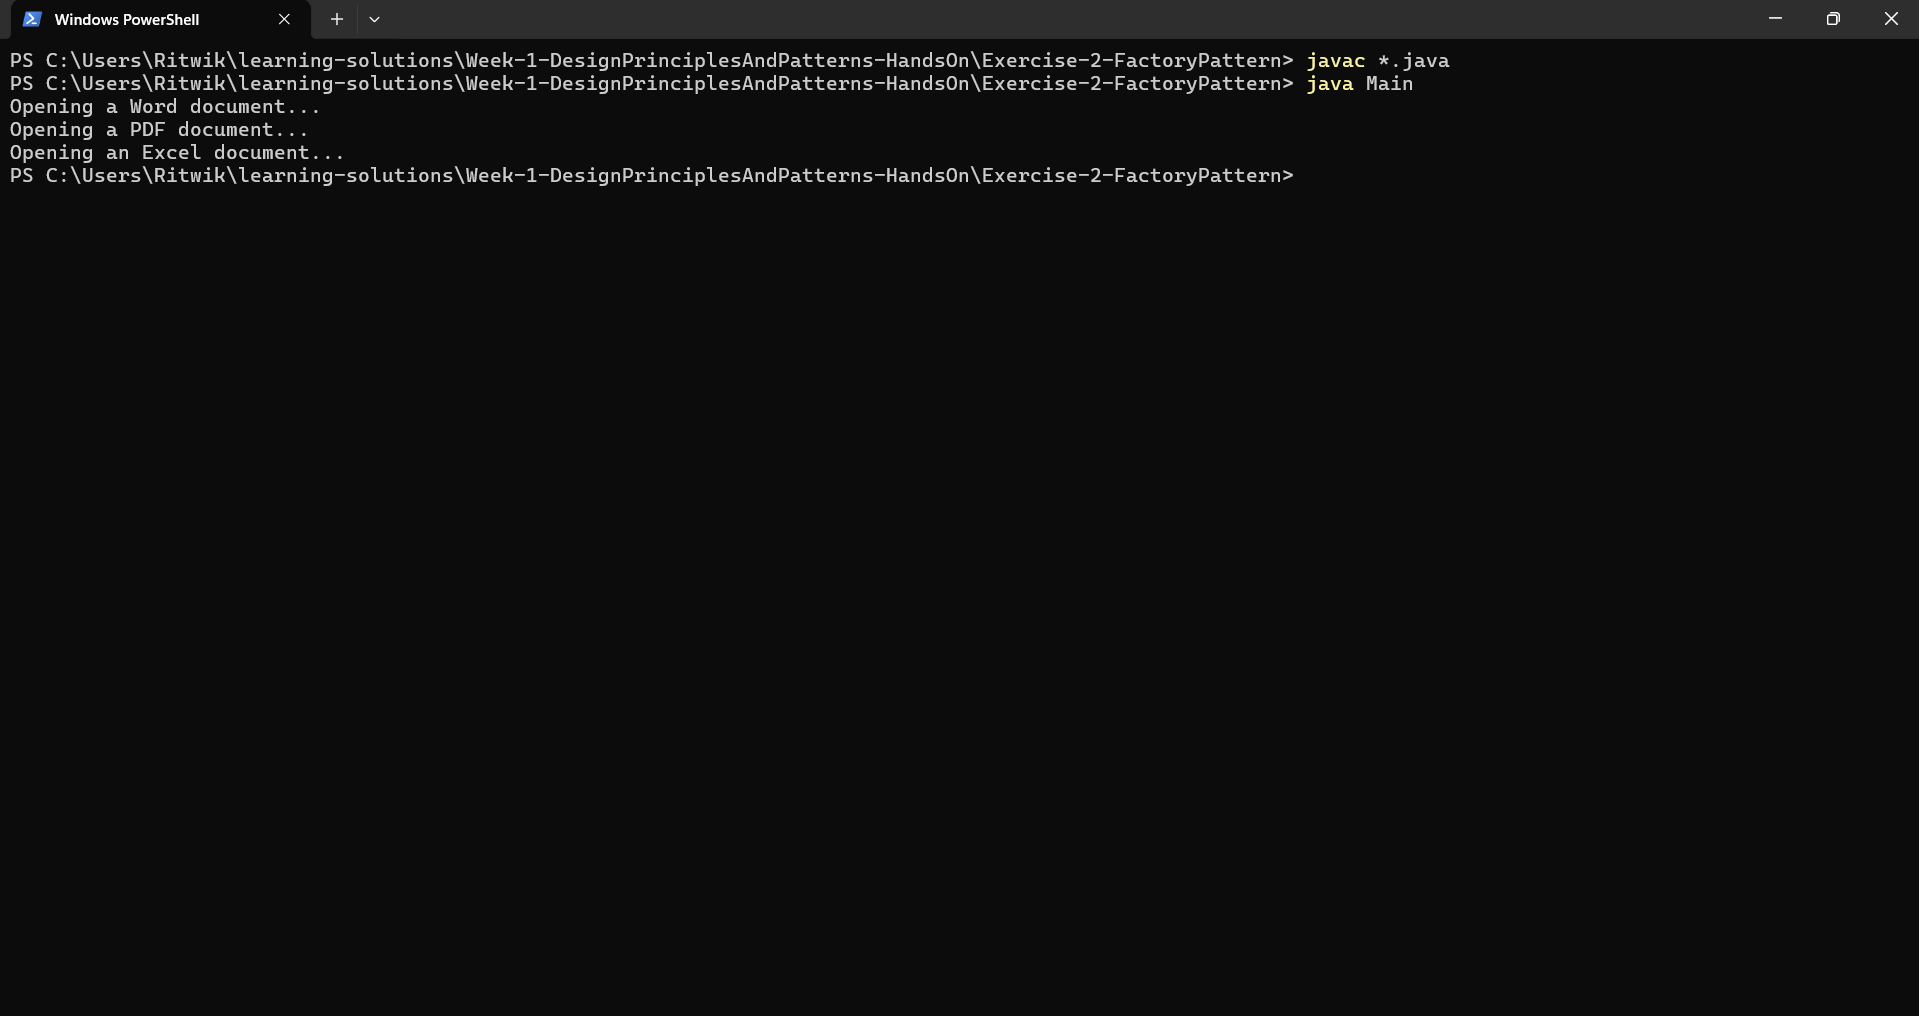 Windows PowerShell
PS C:\Users\Ritwik\learning-solutions\Week-1-DesignPrinciplesAndPatterns-HandsOn\Exercise-2-FactoryPattern> javac *.java
PS C:\Users\Ritwik\learning-solutions\Week-1-DesignPrinciplesAndPatterns-HandsOn\Exercise-2-FactoryPattern> java Main
Opening a Word document...
Opening a PDF document...
Opening an Excel document...
PS C:\Users\Ritwik\learning-solutions\Week-1-DesignPrinciplesAndPatterns-HandsOn\Exercise-2-FactoryPattern>